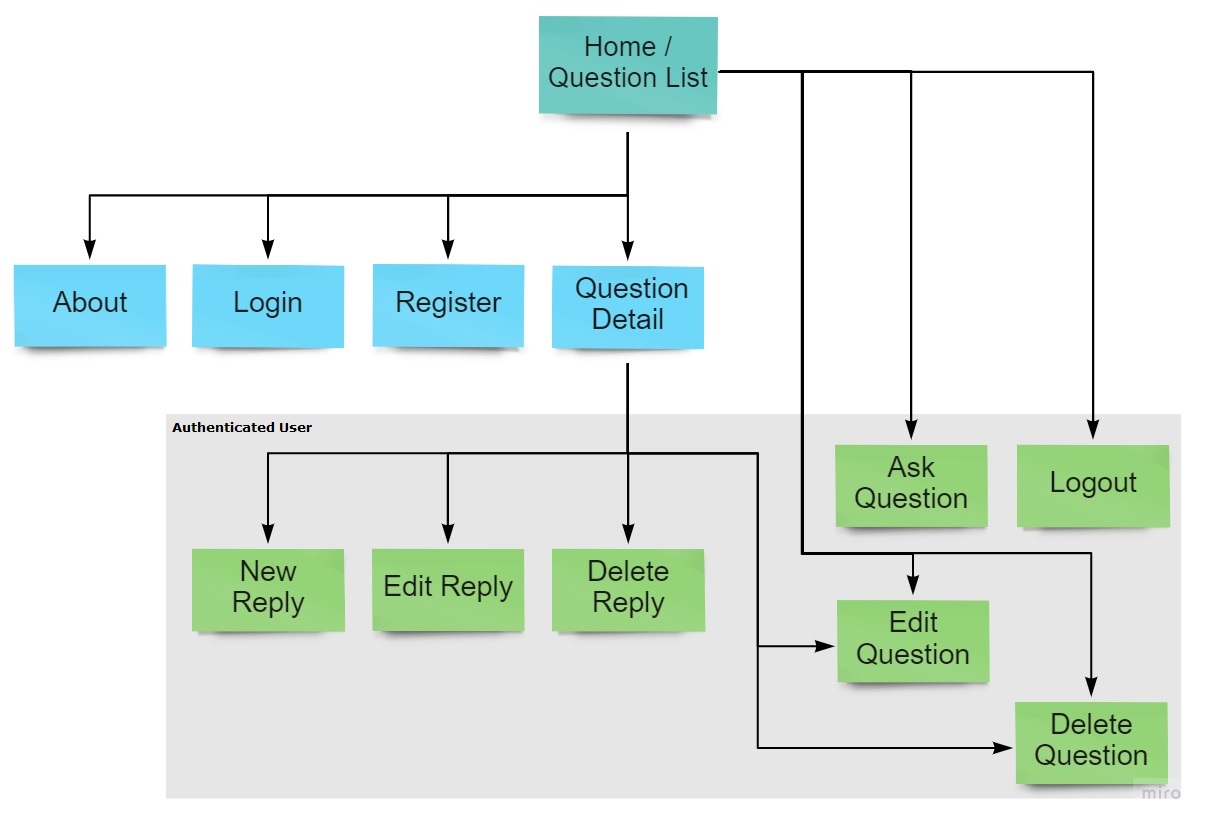 Home /
Question List
About
Login
Register
Question
Detail
Authenticated User
Ask
Question
Logout
New
Reply
Edit Reply
Delete
Reply
Edit
Question
Delete
Question
miro